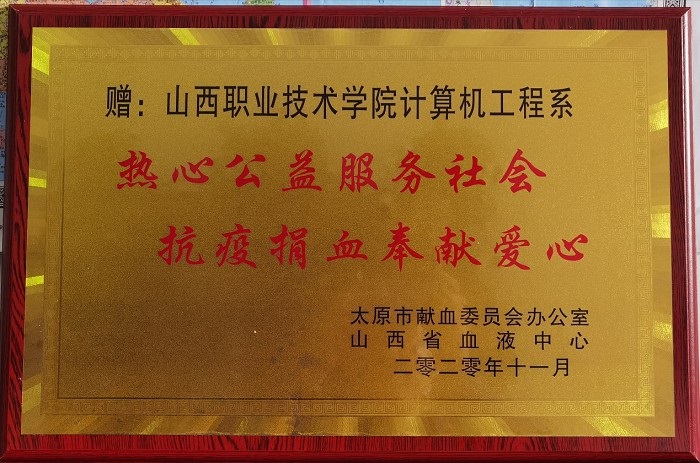 赠：山西职业技术学院计算机工程系
热心公益服务社会
抗疫捐血奉献爱心
太原市献血委员会办公室
山西省血液中心
二零二零年十一月